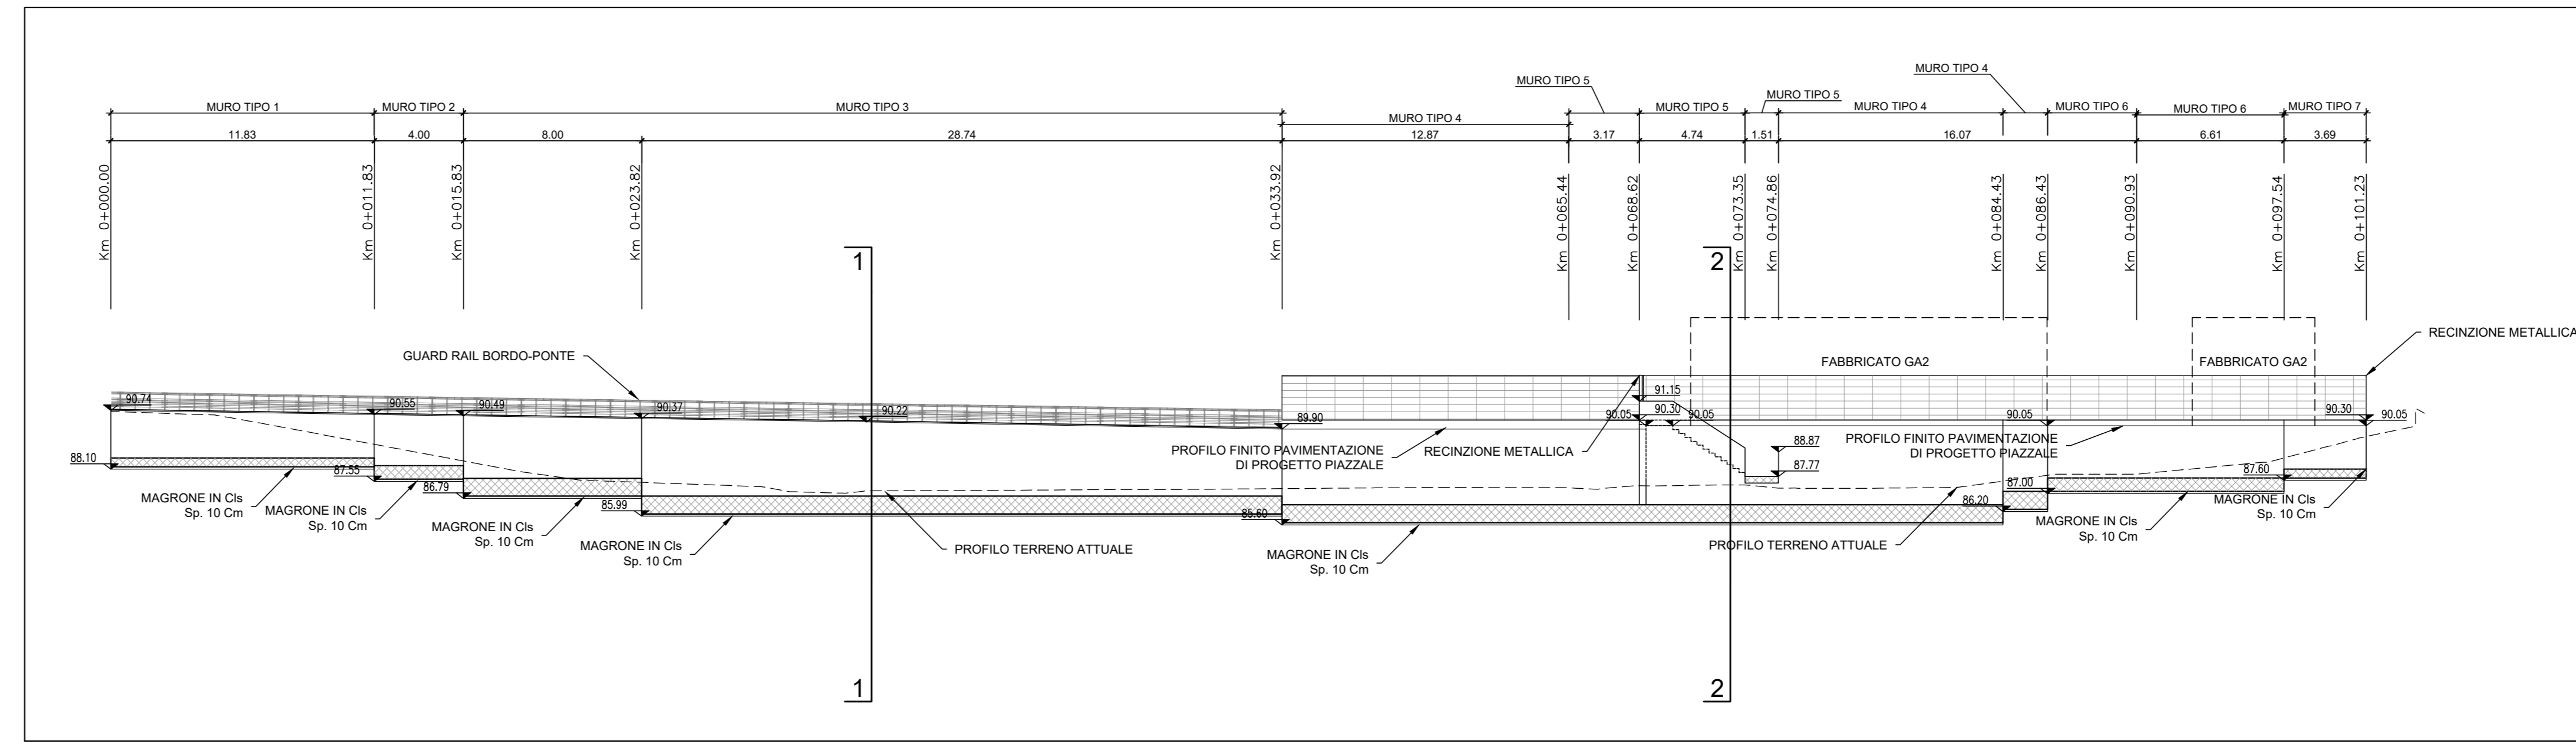 MURO TIPO 4
MURO TIPO 5
MURO TIPO 5
MURO TIPO 1
MURO TIPO 2
MURO TIPO 3
MURO TIPO 5
MURO TIPO 4
MURO TIPO 6
MURO TIPO 6
MURO TIPO 7
MURO TIPO 4
11.83
4.00
8.00
28.74
12.87
3.17
4.74
1.51
16.07
6.61
3.69
Km 0+000.00
Km 0+011.83
Km 0+015.83
Km 0+023.82
Km 0+033.92
Km 0+065.44
Km 0+068.62
Km 0+073.35
Km 0+074.86
Km 0+084.43
Km 0+086.43
Km 0+090.93
Km 0+097.54
Km 0+101.23
1
2
RECINZIONE METALLICA
GUARD RAIL BORDO-PONTE
FABBRICATO GA2
FABBRICATO GA2
91.15
90.74
90.55
90.49
90.37
90.22
89.90
90.05
90.30
90.05
90.05
90.30
90.05
PROFILO FINITO PAVIMENTAZIONE
DI PROGETTO PIAZZALE
RECINZIONE METALLICA
88.87
87.77
PROFILO FINITO PAVIMENTAZIONE
DI PROGETTO PIAZZALE
88.10
87.55
86.79
85.99
85.60
86.20
87.00
87.60
MAGRONE IN Cls
Sp. 10 Cm
MAGRONE IN Cls
Sp. 10 Cm
MAGRONE IN Cls
Sp. 10 Cm
MAGRONE IN Cls
Sp. 10 Cm
PROFILO TERRENO ATTUALE
MAGRONE IN Cls
Sp. 10 Cm
PROFILO TERRENO ATTUALE
MAGRONE IN Cls
Sp. 10 Cm
MAGRONE IN Cls
Sp. 10 Cm
1
2